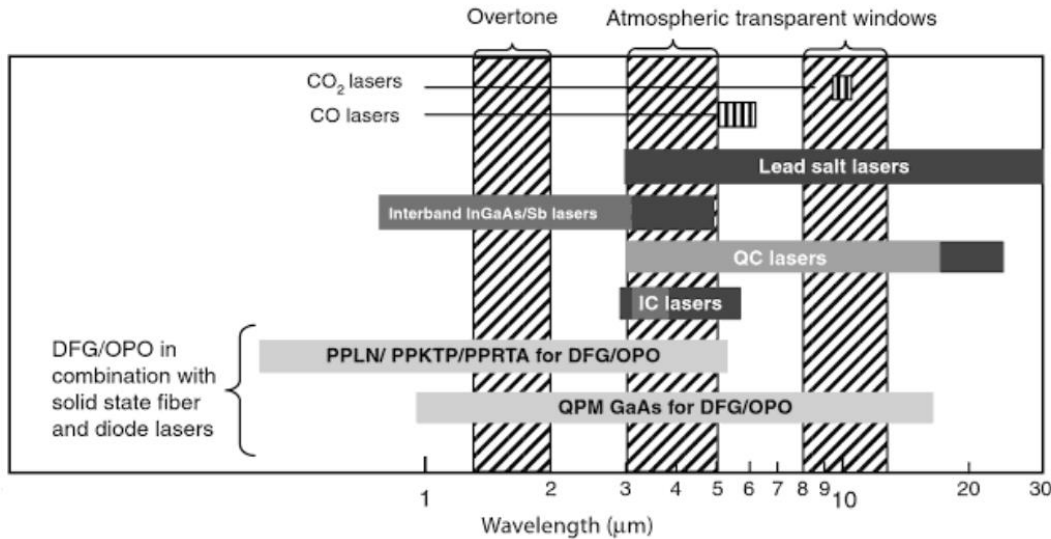 Overtone
Atmospheric transparent windows
CO₂ lasers
CO lasers
Lead salt lasers
Interband InGaAs/Sb lasers
QC lasers
IC lasers
PPLN/ PPKTP/PPRTA for DFG/OPO
DFG/OPO in
combination with
solid state fiber
and diode lasers
QPM GaAs for DFG/OPO
1 2 3 4 5 6 7 8 9 10 20 30
Wavelength (μm)